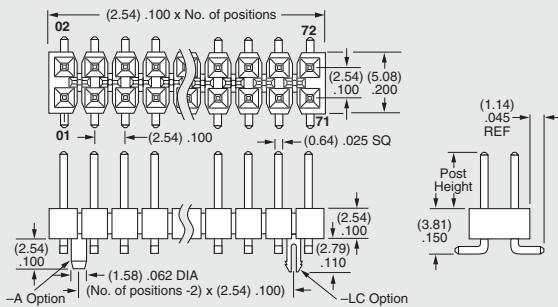 (2.54) .100 x No. of positions
02
72
(2.54)
.100
(5.08)
.200
01
71
(2.54) .100
(0.64) .025 SQ
(1.14)
.045
REF
Post
Height
(2.54)
.100
(3.81)
.150
(2.54)
.100
(2.79)
.110
(1.58) .062 DIA
–A Option
(No. of positions -2) x (2.54) .100)
–LC Option